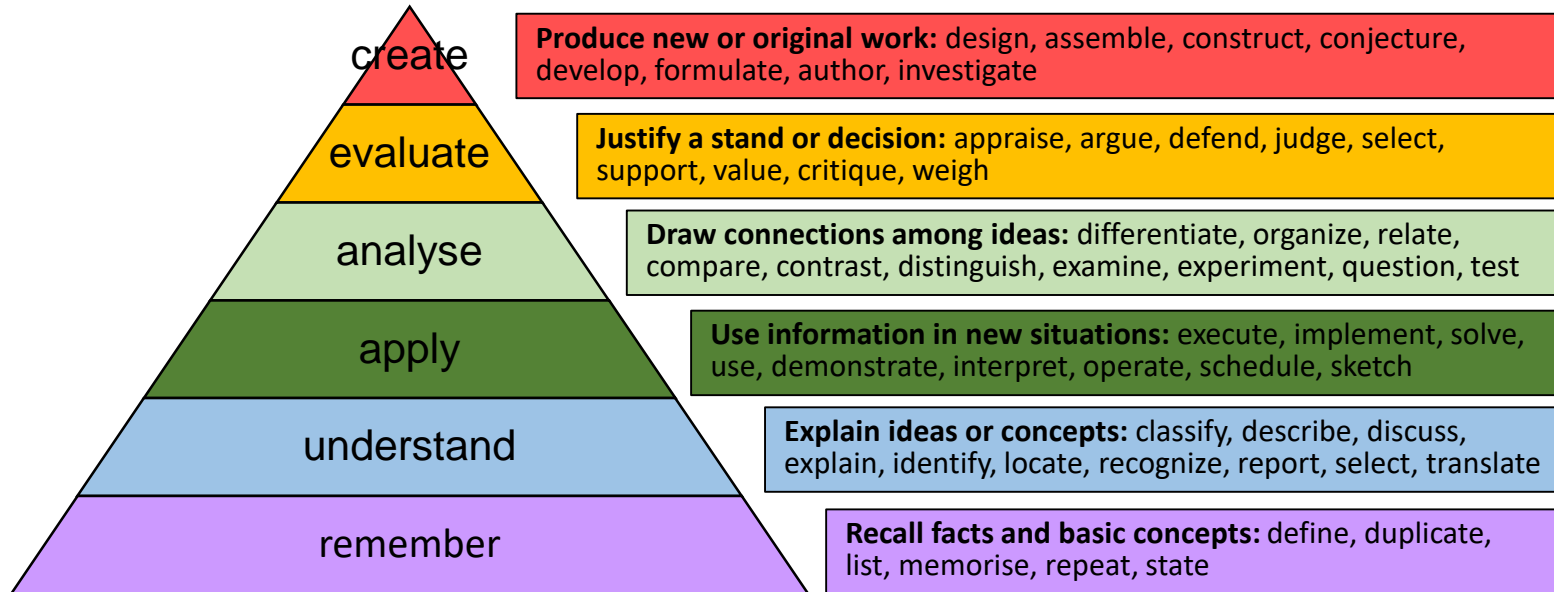 create
Produce new or original work: design, assemble, construct, conjecture,
develop, formulate, author, investigate
evaluate
Justify a stand or decision: appraise, argue, defend, judge, select,
support, value, critique, weigh
analyse
Draw connections among ideas: differentiate, organize, relate,
compare, contrast, distinguish, examine, experiment, question, test
apply
Use information in new situations: execute, implement, solve,
use, demonstrate, interpret, operate, schedule, sketch
understand
Explain ideas or concepts: classify, describe, discuss,
explain, identify, locate, recognize, report, select, translate
remember
Recall facts and basic concepts: define, duplicate,
list, memorise, repeat, state